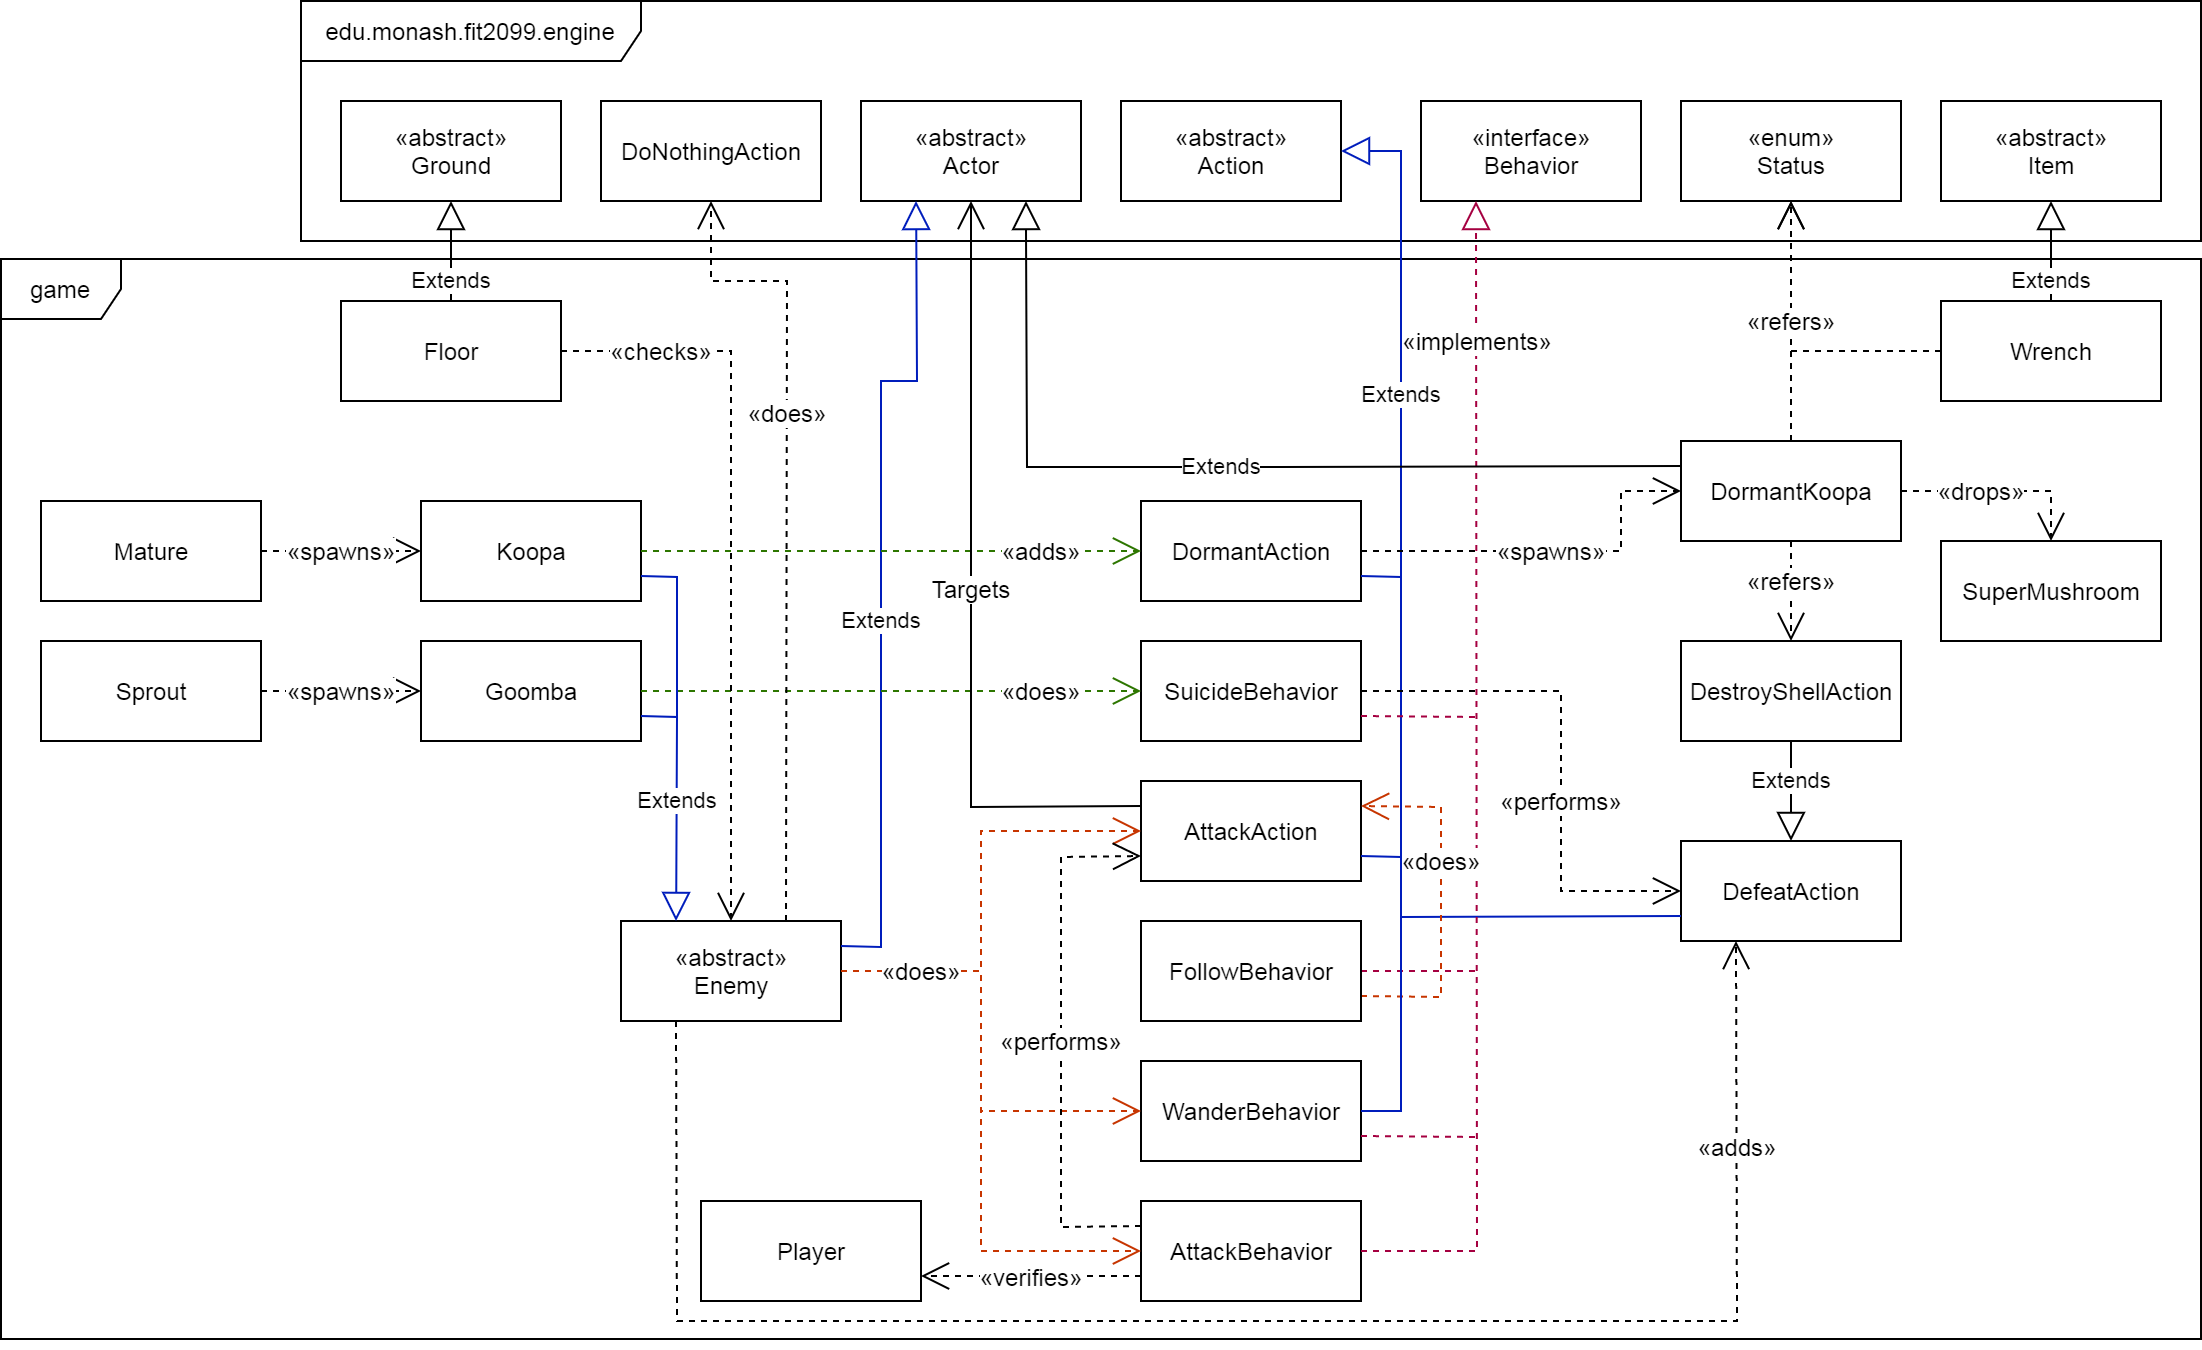 edu.monash.fit2099.engine
«abstract»
Ground
DoNothingAction
«abstract»
Actor
«abstract»
Action
«interface»
Behavior
«enum»
Status
«abstract»
Item
game
Extends
Extends
Floor
«checks»
«refers»
«implements»
Wrench
Extends
«does»
Extends
DormantKoopa
«drops»
Mature
«spawns»
Koopa
«adds»
DormantAction
«spawns»
Targets
«refers»
SuperMushroom
Extends
Sprout
«spawns»
Goomba
«does»
SuicideBehavior
DestroyShellAction
Extends
Extends
«performs»
AttackAction
«does»
DefeatAction
«abstract»
Enemy
«does»
FollowBehavior
«performs»
WanderBehavior
«adds»
Player
«verifies»
AttackBehavior